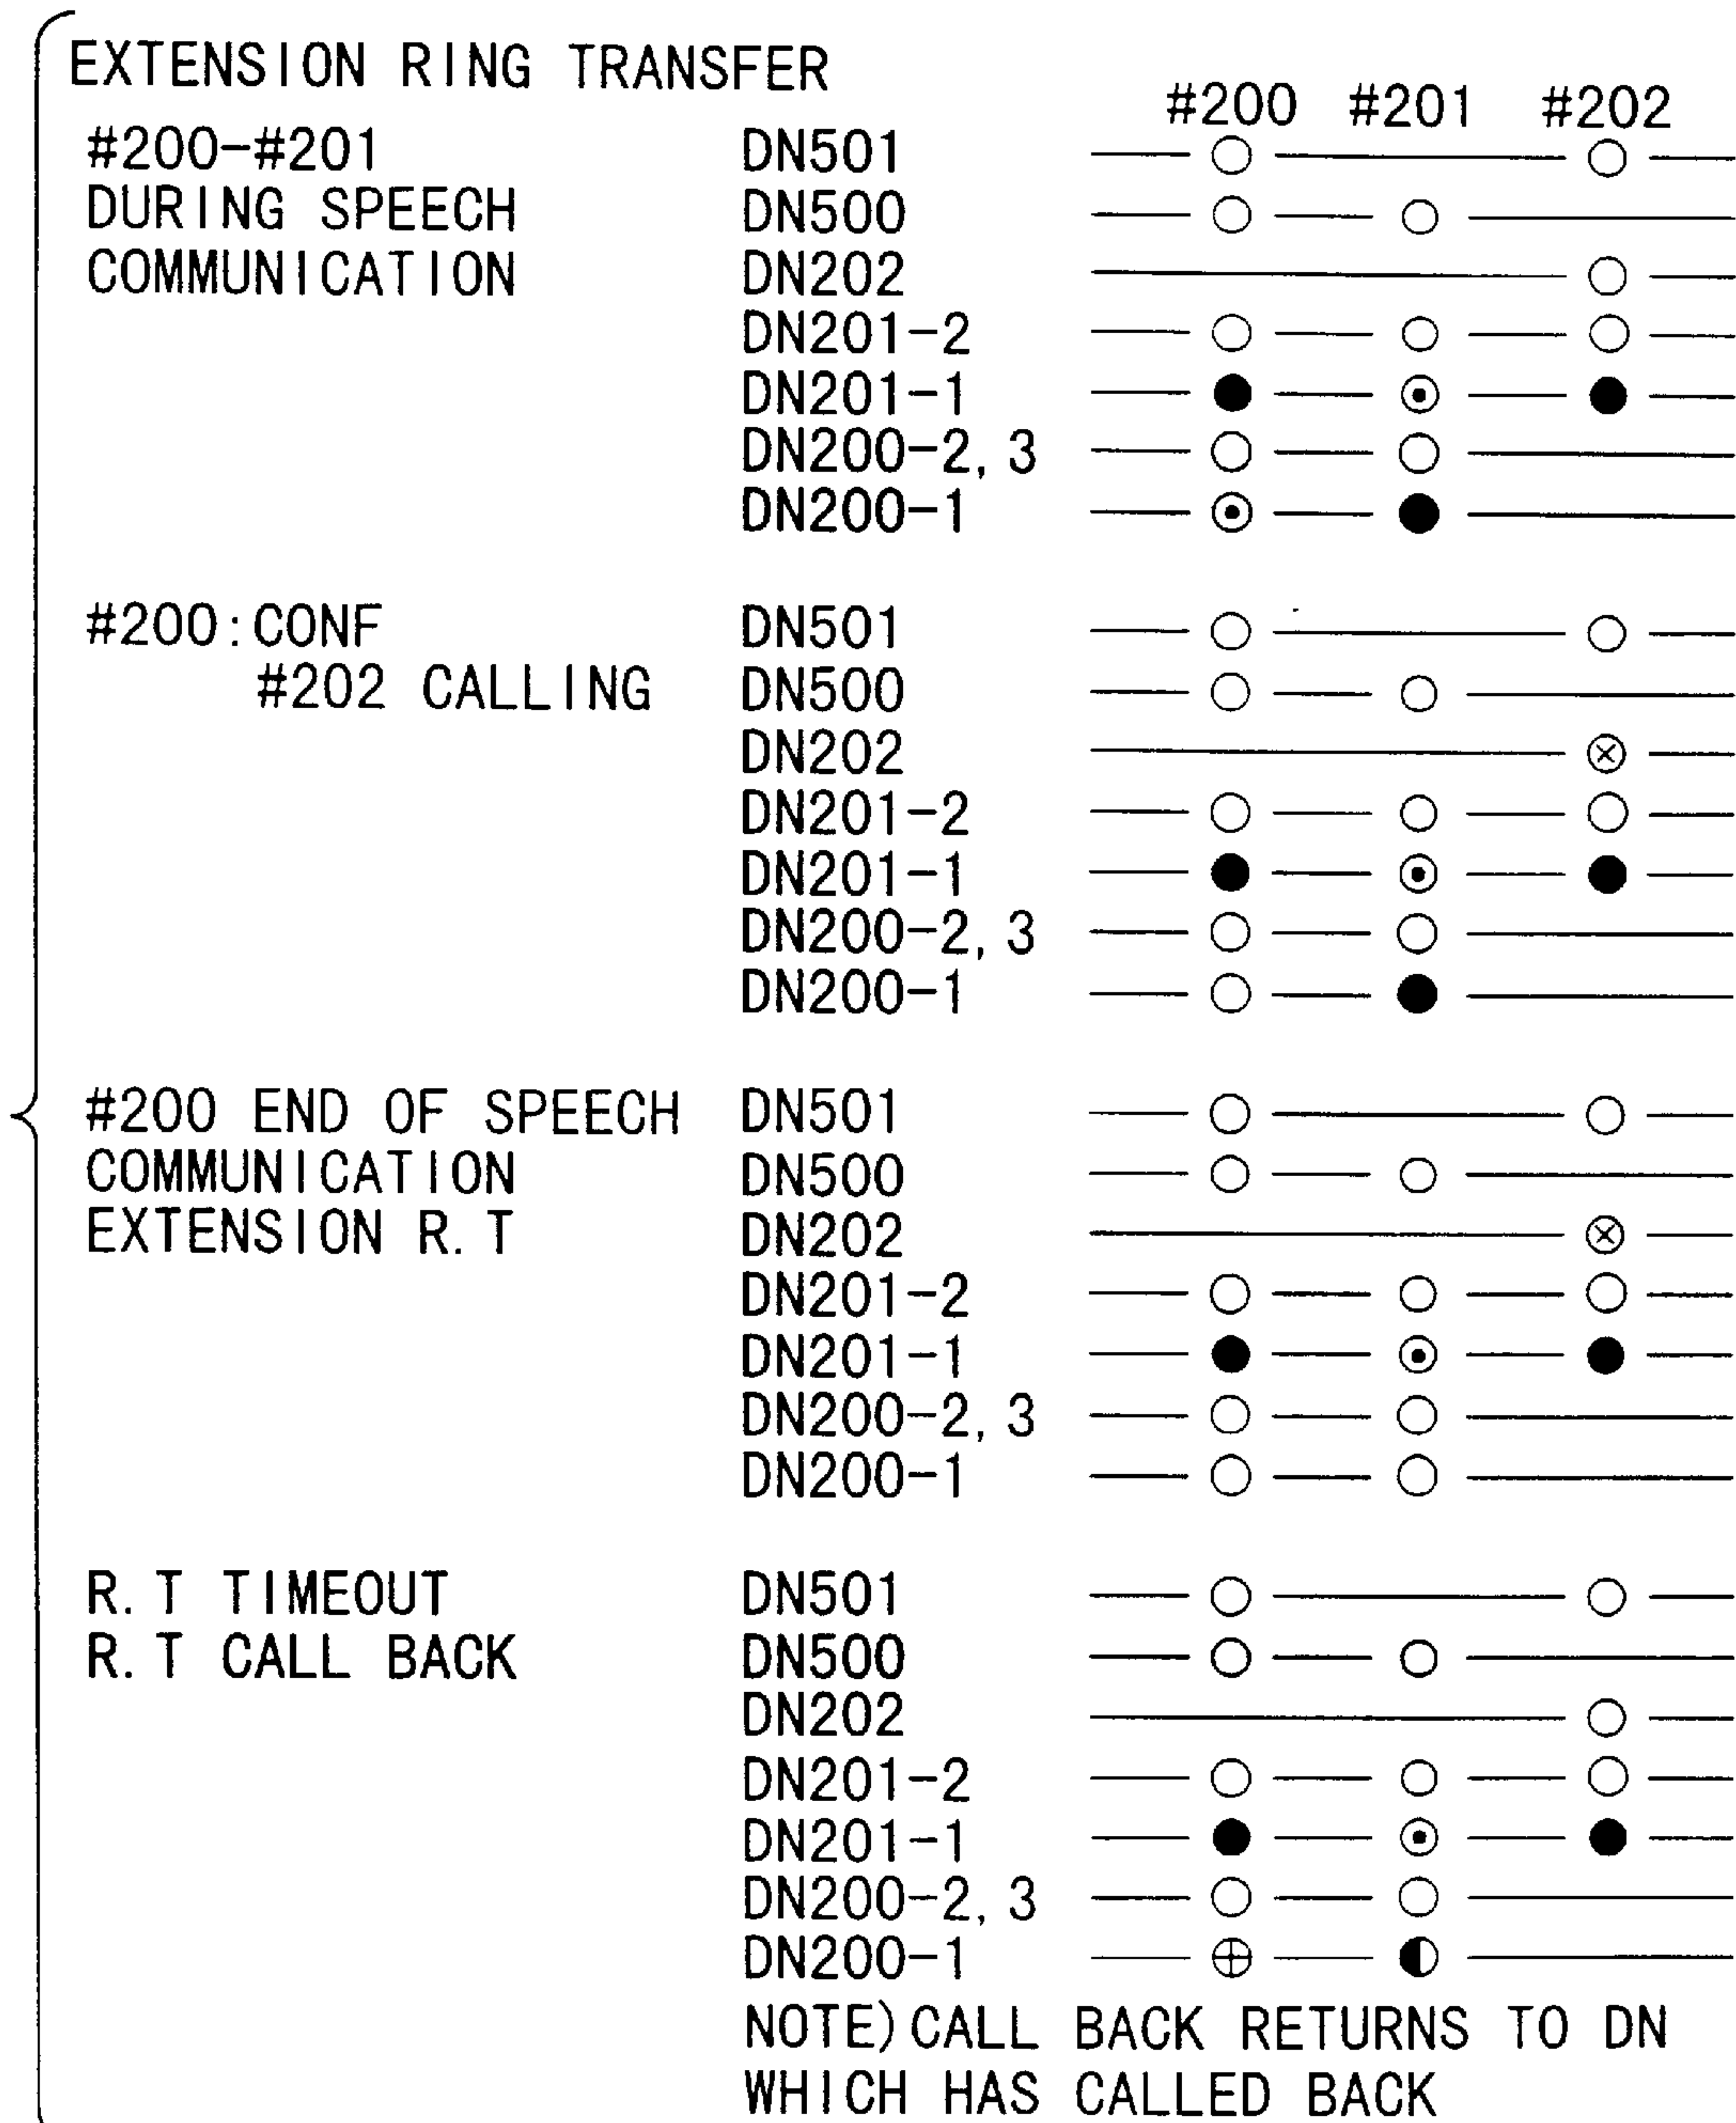 EXTENSION RING TRANSFER
#200 #201 #202
#200-#201 DN501
DURING SPEECH DN500
COMMUNICATION DN202
DN201-2
DN201-1
DN200-2, 3
DN200-1
#200:CONF DN501
#202 CALLING DN500
DN202
DN201-2
DN201-1
DN200-2, 3
DN200-1
#200 END OF SPEECH DN501
COMMUNICATION DN500
EXTENSION R.T DN202
DN201-2
DN201-1
DN200-2, 3
DN200-1
R.T TIMEOUT DN501
R.T CALL BACK DN500
DN202
DN201-2
DN201-1
DN200-2, 3
DN200-1
NOTE) CALL BACK RETURNS TO DN
WHICH HAS CALLED BACK